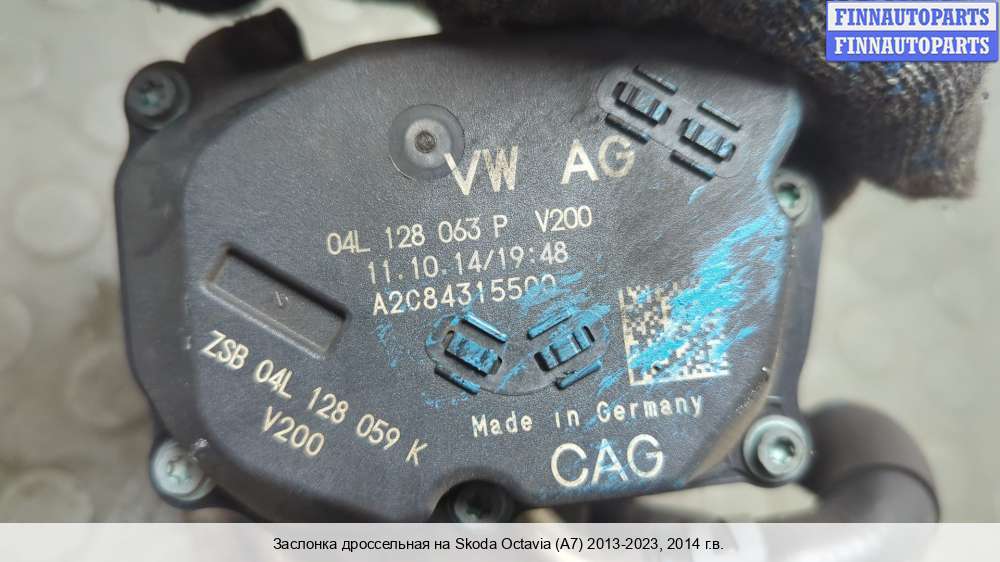 FINNAUTOPARTS
FINNAUTOPARTS
VW AG
04L 128 063 P V200
11.10.14/19:48
A2C84315500
ZSB 04L 128 059 K
V200
Made in Germany
CAG
Заслонка дроссельная на Skoda Octavia (A7) 2013-2023, 2014 г.в.